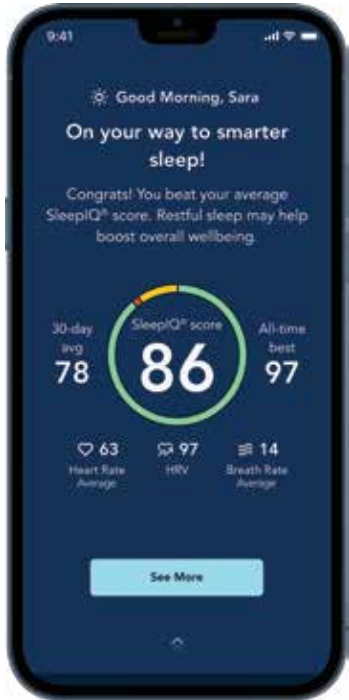 9:41
Good Morning, Sara
On your way to smarter
sleep!
Congrats! You beat your average
SleepIQ® score. Restful sleep may help
boost overall wellbeing.
30-day
avg
78
SleepIQ® score
86
All-time
best
97
63
Heart Rate
Average
97
HRV
14
Breath Rate
Average
See More